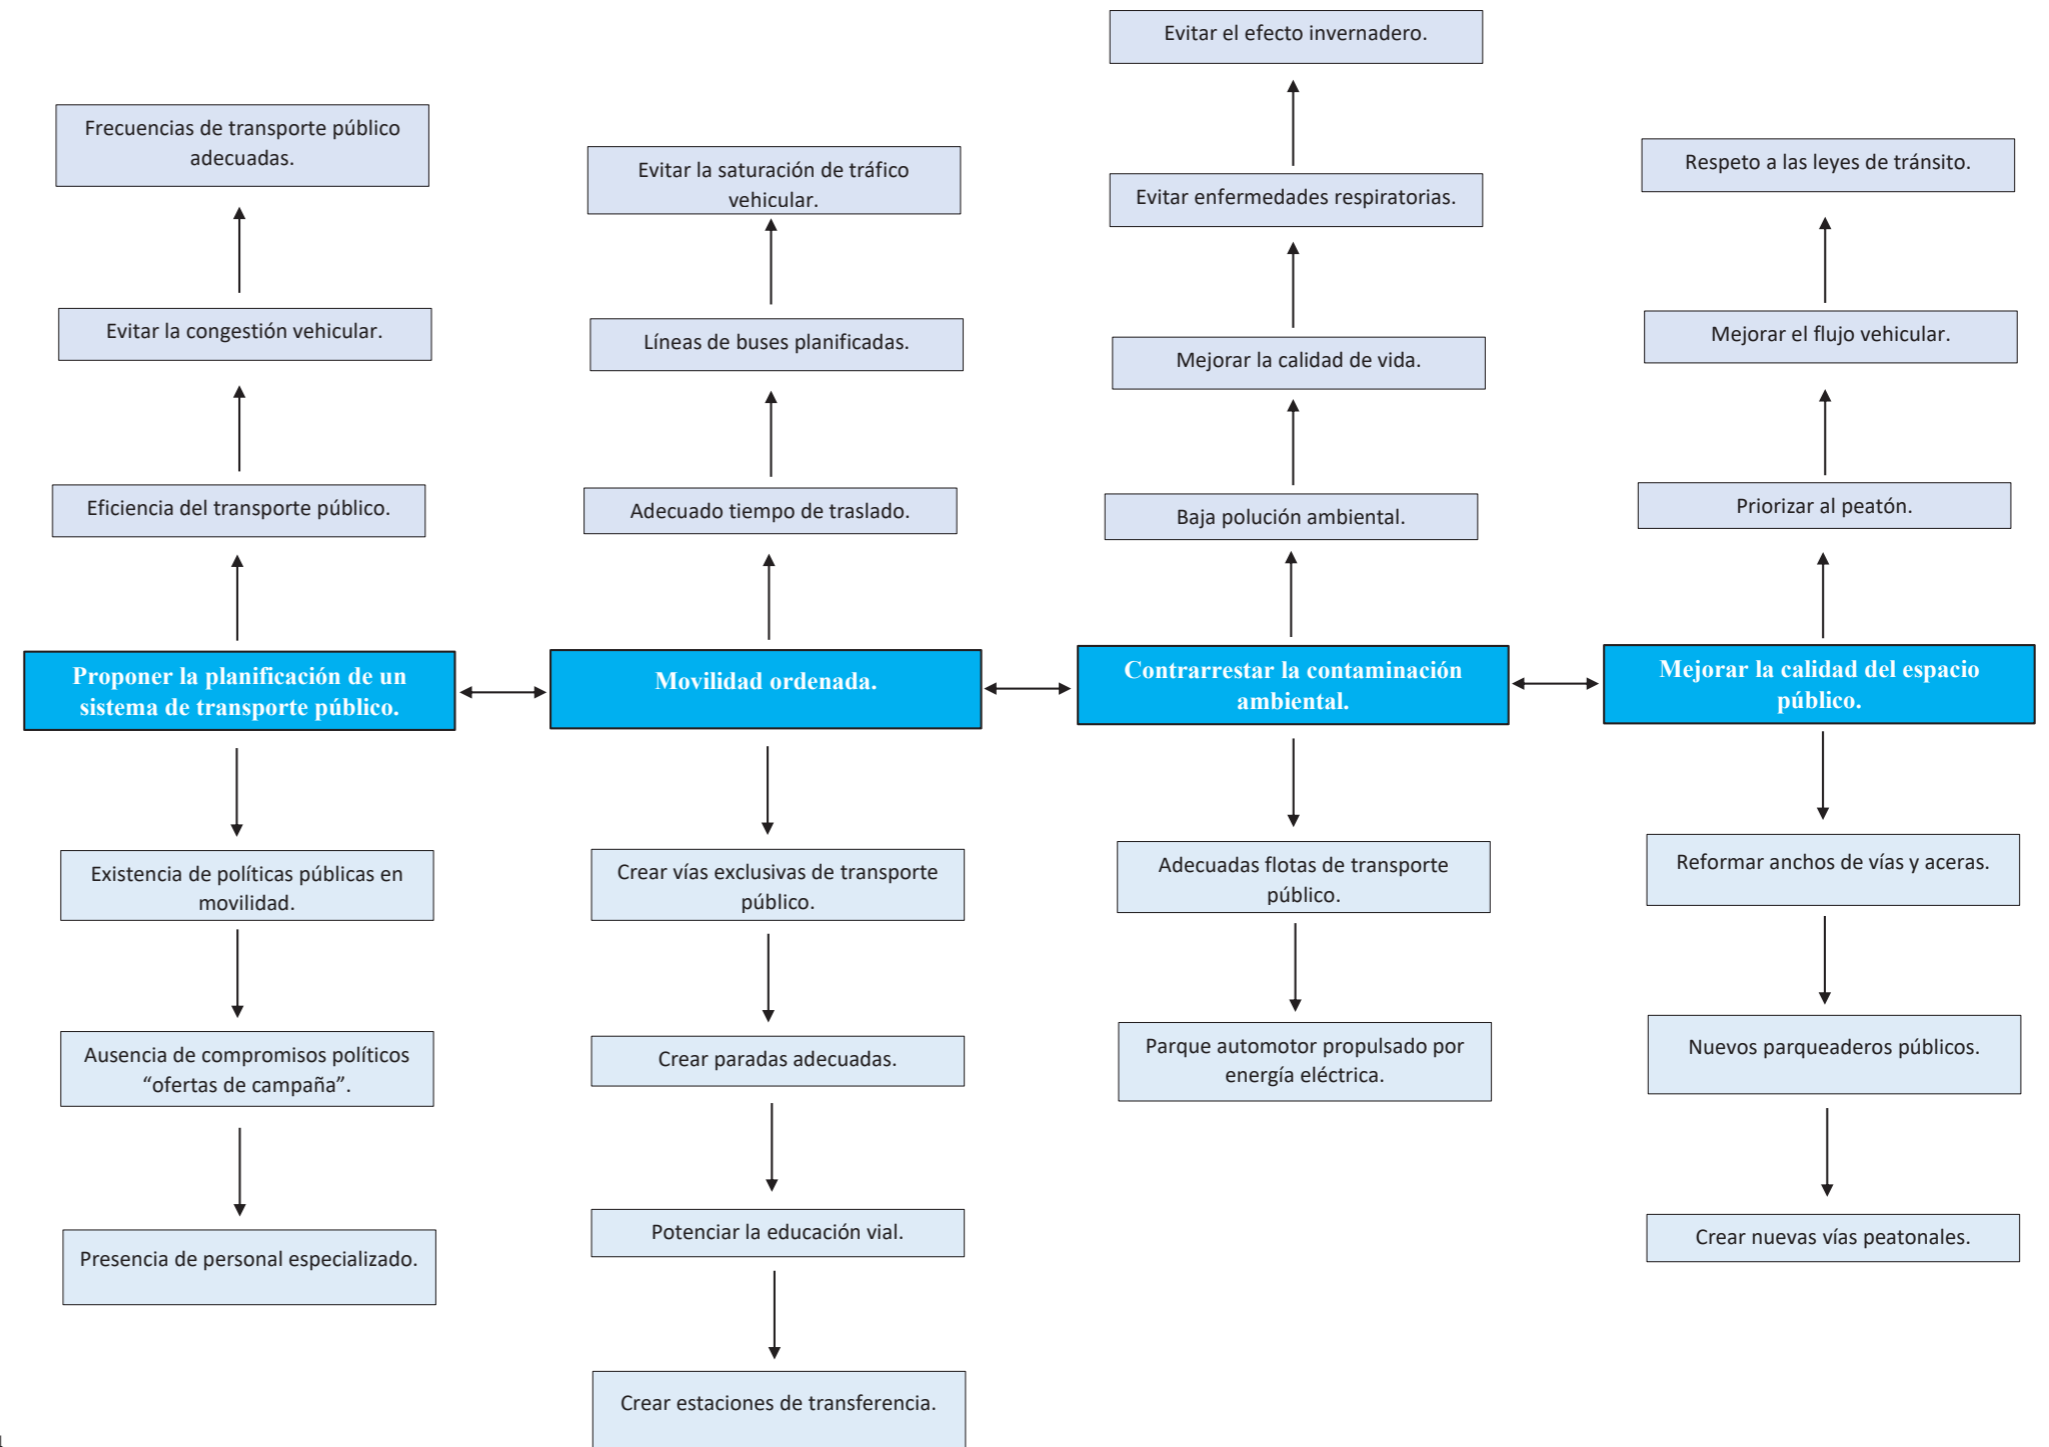 Evitar el efecto invernadero.
Frecuencias de transporte público
adecuadas.
Evitar la saturación de tráfico
vehicular.
Evitar enfermedades respiratorias.
Respeto a las leyes de tránsito.
Evitar la congestión vehicular.
Líneas de buses planificadas.
Mejorar la calidad de vida.
Mejorar el flujo vehicular.
Eficiencia del transporte público.
Adecuado tiempo de traslado.
Baja polución ambiental.
Priorizar al peatón.
Proponer la planificación de un
sistema de transporte público.
Movilidad ordenada.
Contrarrestar la contaminación
ambiental.
Mejorar la calidad del espacio
público.
Existencia de políticas públicas en
movilidad.
Crear vías exclusivas de transporte
público.
Adecuadas flotas de transporte
público.
Reformar anchos de vías y aceras.
Ausencia de compromisos políticos
“ofertas de campaña”.
Crear paradas adecuadas.
Parque automotor propulsado por
energía eléctrica.
Nuevos parqueaderos públicos.
Presencia de personal especializado.
Potenciar la educación vial.
Crear nuevas vías peatonales.
Crear estaciones de transferencia.